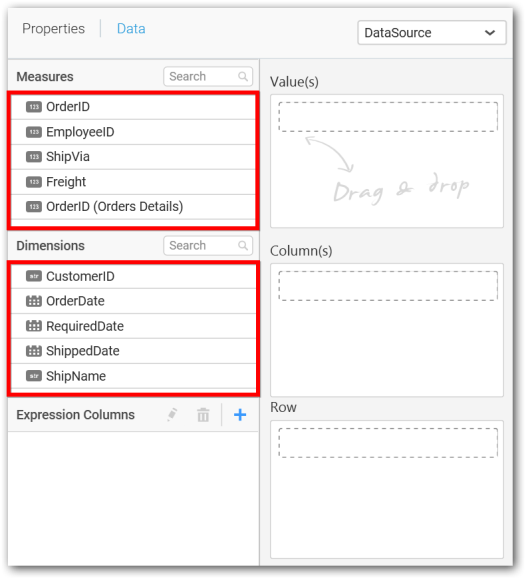 Properties
Data
DataSource
Measures
Search
123 OrderID
123 EmployeeID
123 ShipVia
123 Freight
123 OrderID (Orders Details)
Dimensions
Search
str CustomerID
OrderDate
RequiredDate
ShippedDate
str ShipName
Expression Columns
Value(s)
Drag & drop
Column(s)
Row